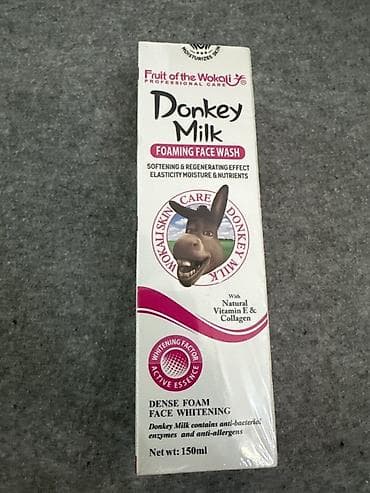 MOISTURIZES SKIN
Fruit of the Wokali ®
PROFESSIONAL CARE
Donkey
Milk
FOAMING FACE WASH
SOFTENING & REGENERATING EFFECT
ELASTICITY MOISTURE & NUTRIENTS
WOKALI SKIN CARE DONKEY MILK
With
Natural
Vitamin E &
Collagen
WHITENING FACTOR
ACTIVE ESSENCE
DENSE FOAM
FACE WHITENING
Donkey Milk contains anti-bacterial
enzymes and anti-allergens
Net wt: 150ml